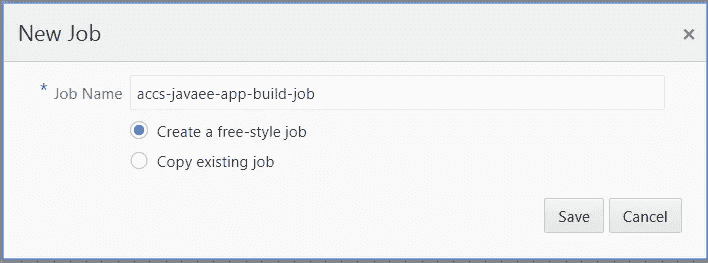 New Job
* Job Name accs-javaee-app-build-job
Create a free-style job
Copy existing job
Save Cancel